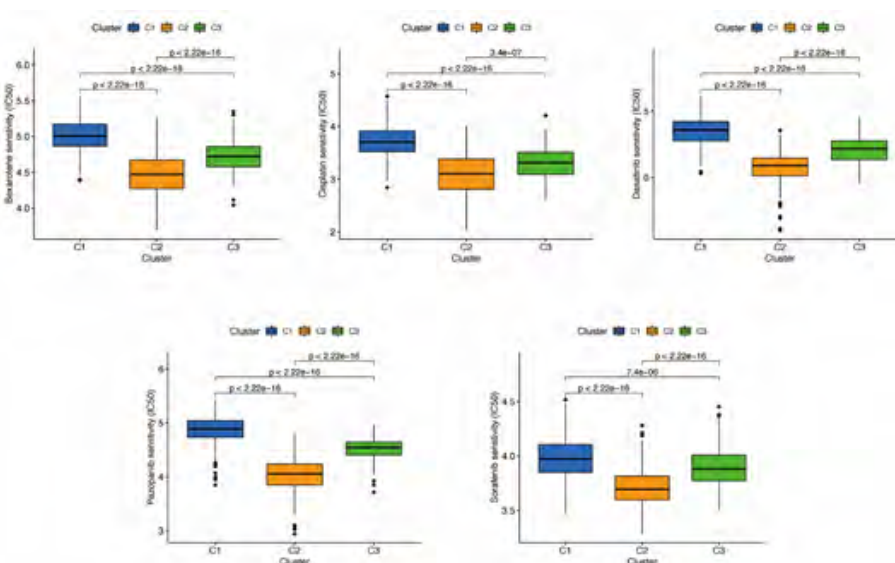 Cluster C1 C2 C3
p < 2.22e-16
p < 2.22e-16
p < 2.22e-15
6.0
5.5
5.0
4.5
4.0
Bexarotene sensitivity (IC50)
C1 C2 C3
Cluster
Cluster C1 C2 C3
3.4e-07
p < 2.22e-16
p < 2.22e-16
5
4
3
2
Cisplatin sensitivity (IC50)
C1 C2 C3
Cluster
Cluster C1 C2 C3
p < 2.22e-16
p < 2.22e-16
p < 2.22e-16
5
0
Dasatinib sensitivity (IC50)
C1 C2 C3
Cluster
Cluster C1 C2 C3
p < 2.22e-16
p < 2.22e-16
p < 2.22e-16
6
5
4
3
Pazopanib sensitivity (IC50)
C1 C2 C3
Cluster
Cluster C1 C2 C3
p < 2.22e-16
7.4e-06
p < 2.22e-16
4.5
4.0
3.5
Sorafenib sensitivity (IC50)
C1 C2 C3
Cluster